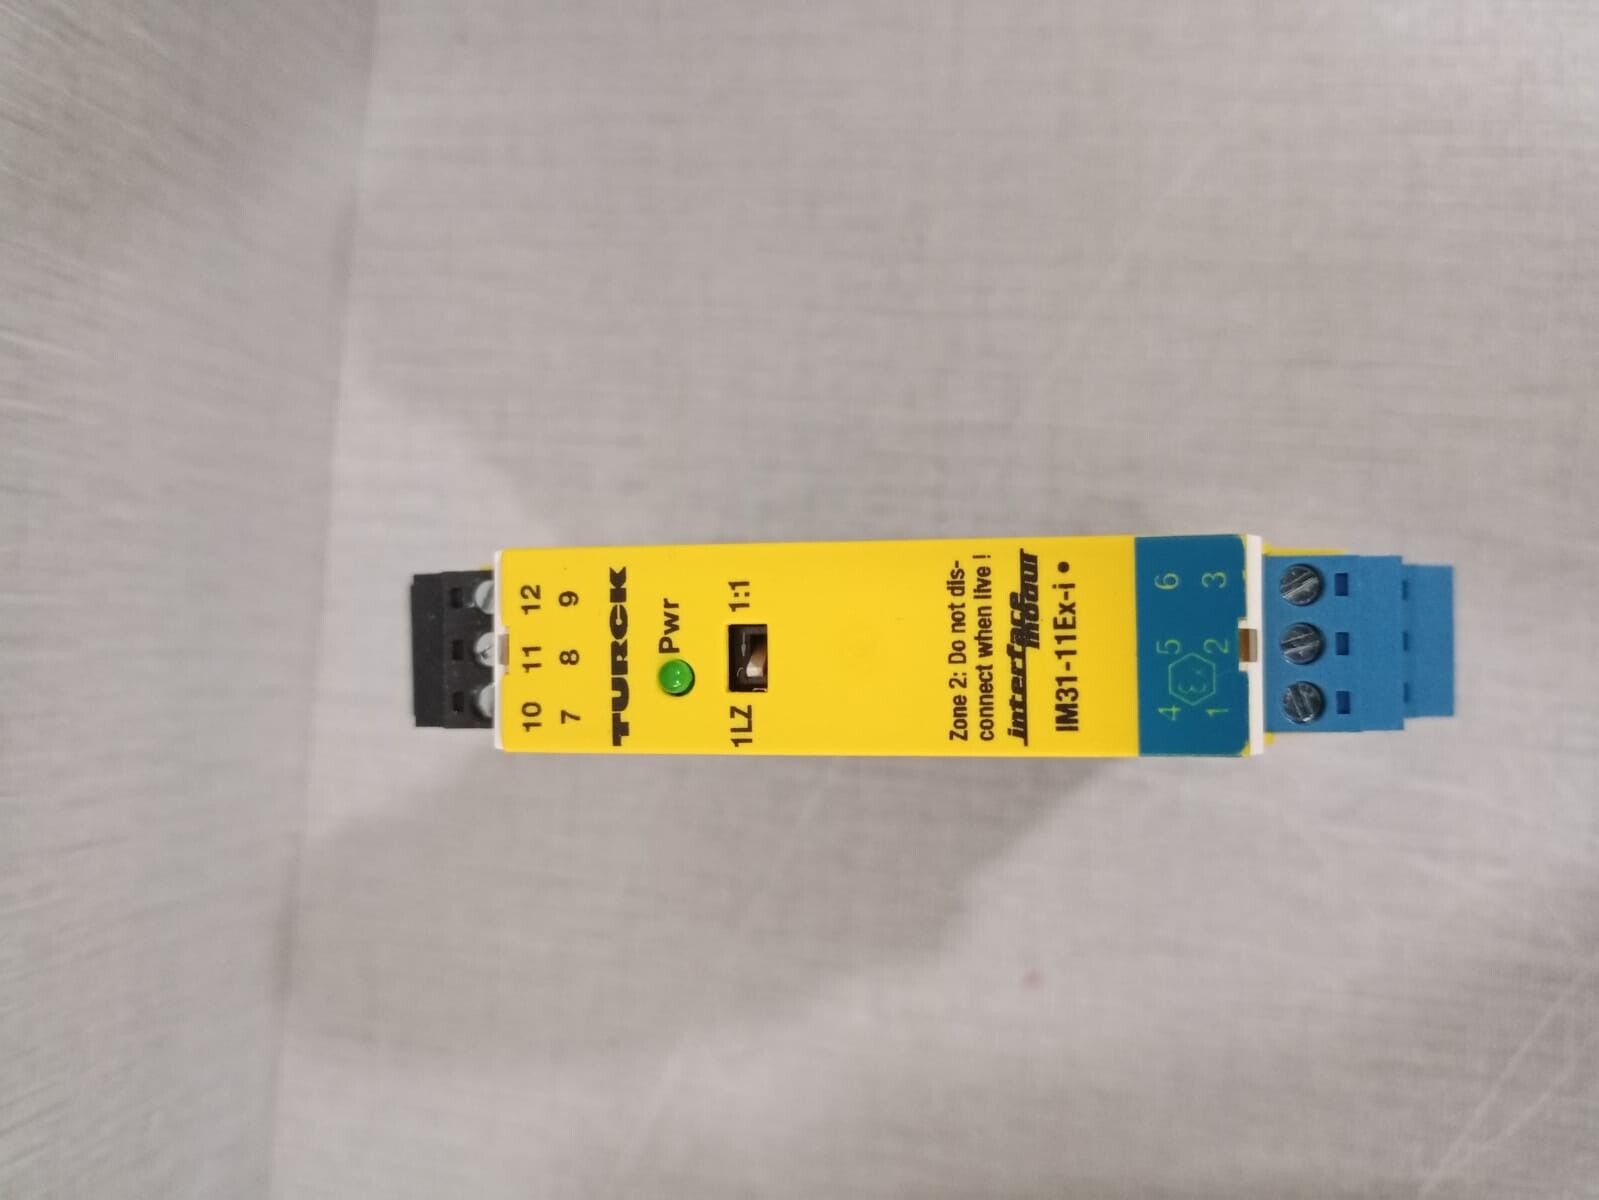 10 11 12
7 8 9
TURCK
Pwr
1LZ 1:1
Zone 2: Do not dis-
connect when live !
interface
modul
IM31-11Ex-i •
4 5 6
εx
1 2 3